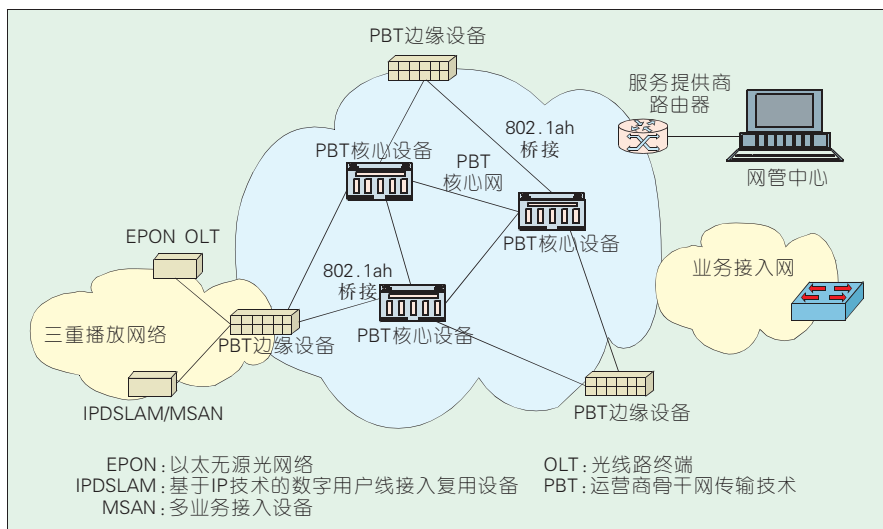 PBT边缘设备
服务提供商
路由器
802.1ah
桥接
PBT核心设备
PBT
核心网
网管中心
EPON OLT
PBT核心设备
802.1ah
桥接
业务接入网
三重播放网络
PBT边缘设备
PBT核心设备
IPDSLAM/MSAN
PBT边缘设备
EPON:以太无源光网络
OLT:光线路终端
IPDSLAM:基于IP技术的数字用户线接入复用设备
PBT:运营商骨干网传输技术
MSAN:多业务接入设备